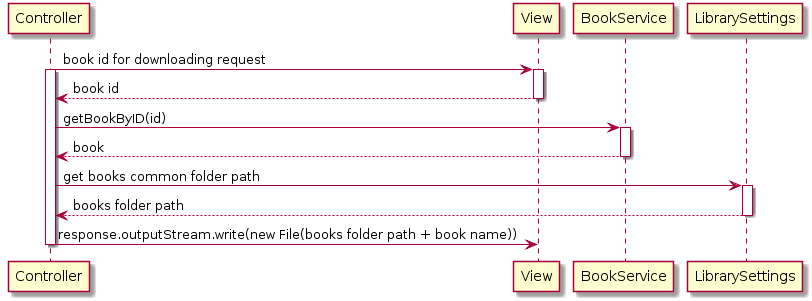 Controller
View
BookService
LibrarySettings
book id for downloading request
book id
getBookByID(id)
book
get books common folder path
books folder path
response.outputStream.write(new File(books folder path + book name))
Controller
View
BookService
LibrarySettings